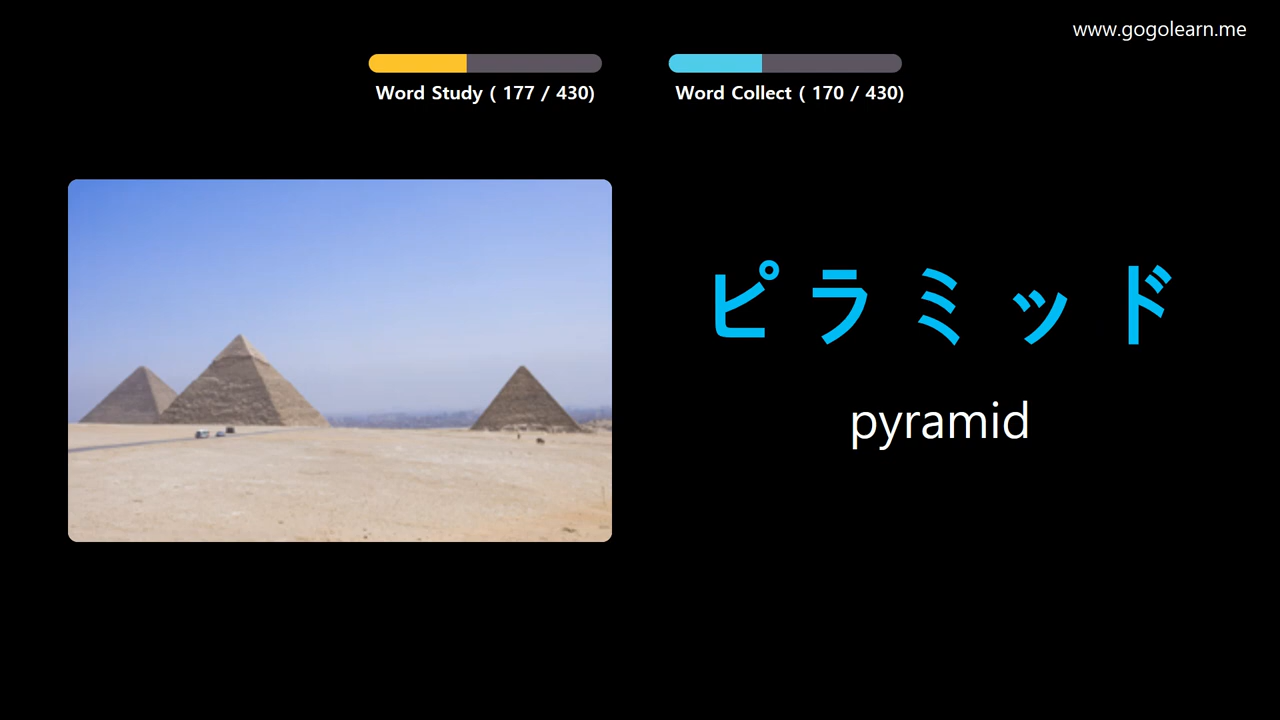 www.gogolearn.me
Word Study ( 177 / 430)
Word Collect ( 170 / 430)
ピラミッド
pyramid